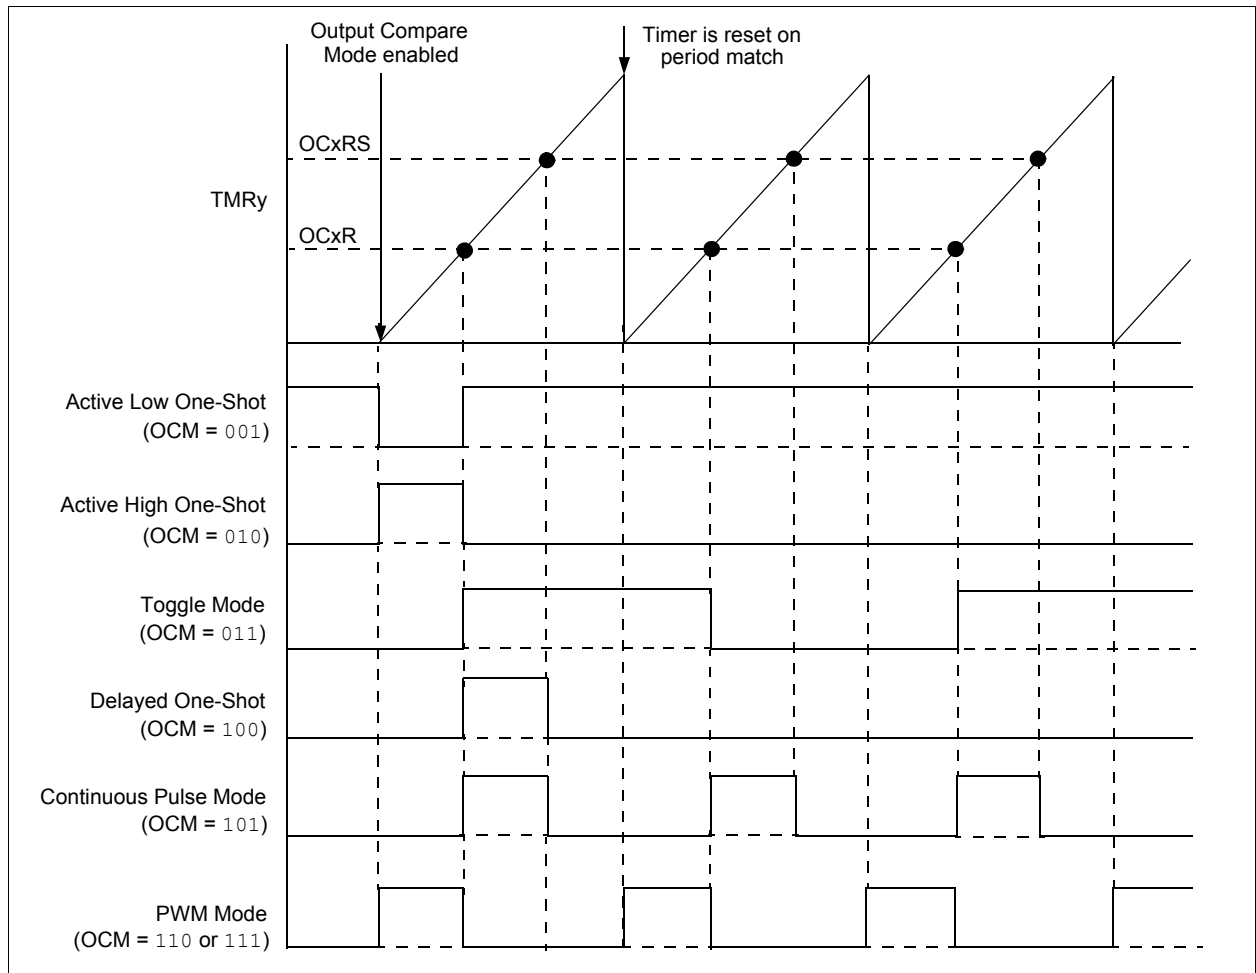 Output Compare
Mode enabled
Timer is reset on
period match
OCxRS
TMRy
OCxR
Active Low One-Shot
(OCM = 001)
Active High One-Shot
(OCM = 010)
Toggle Mode
(OCM = 011)
Delayed One-Shot
(OCM = 100)
Continuous Pulse Mode
(OCM = 101)
PWM Mode
(OCM = 110 or 111)